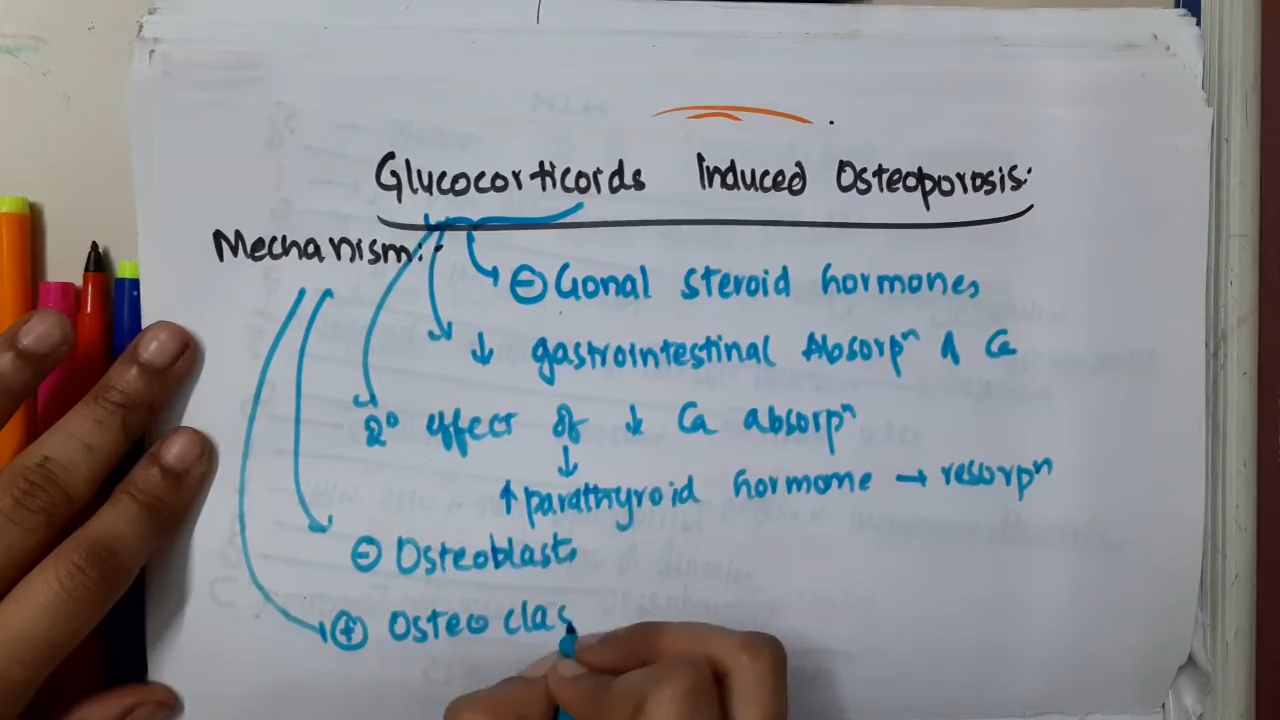 Glucocorticords Induced Osteoporosis:
Mechanism:-
⊖ Gonal steroid hormones
↓ gastrointestinal Absorpⁿ of Ca
2° effect of ↓ Ca absorpⁿ
↓
↑ parathyroid hormone → resorpⁿ
⊖ Osteoblasts
⊕ Osteoclas